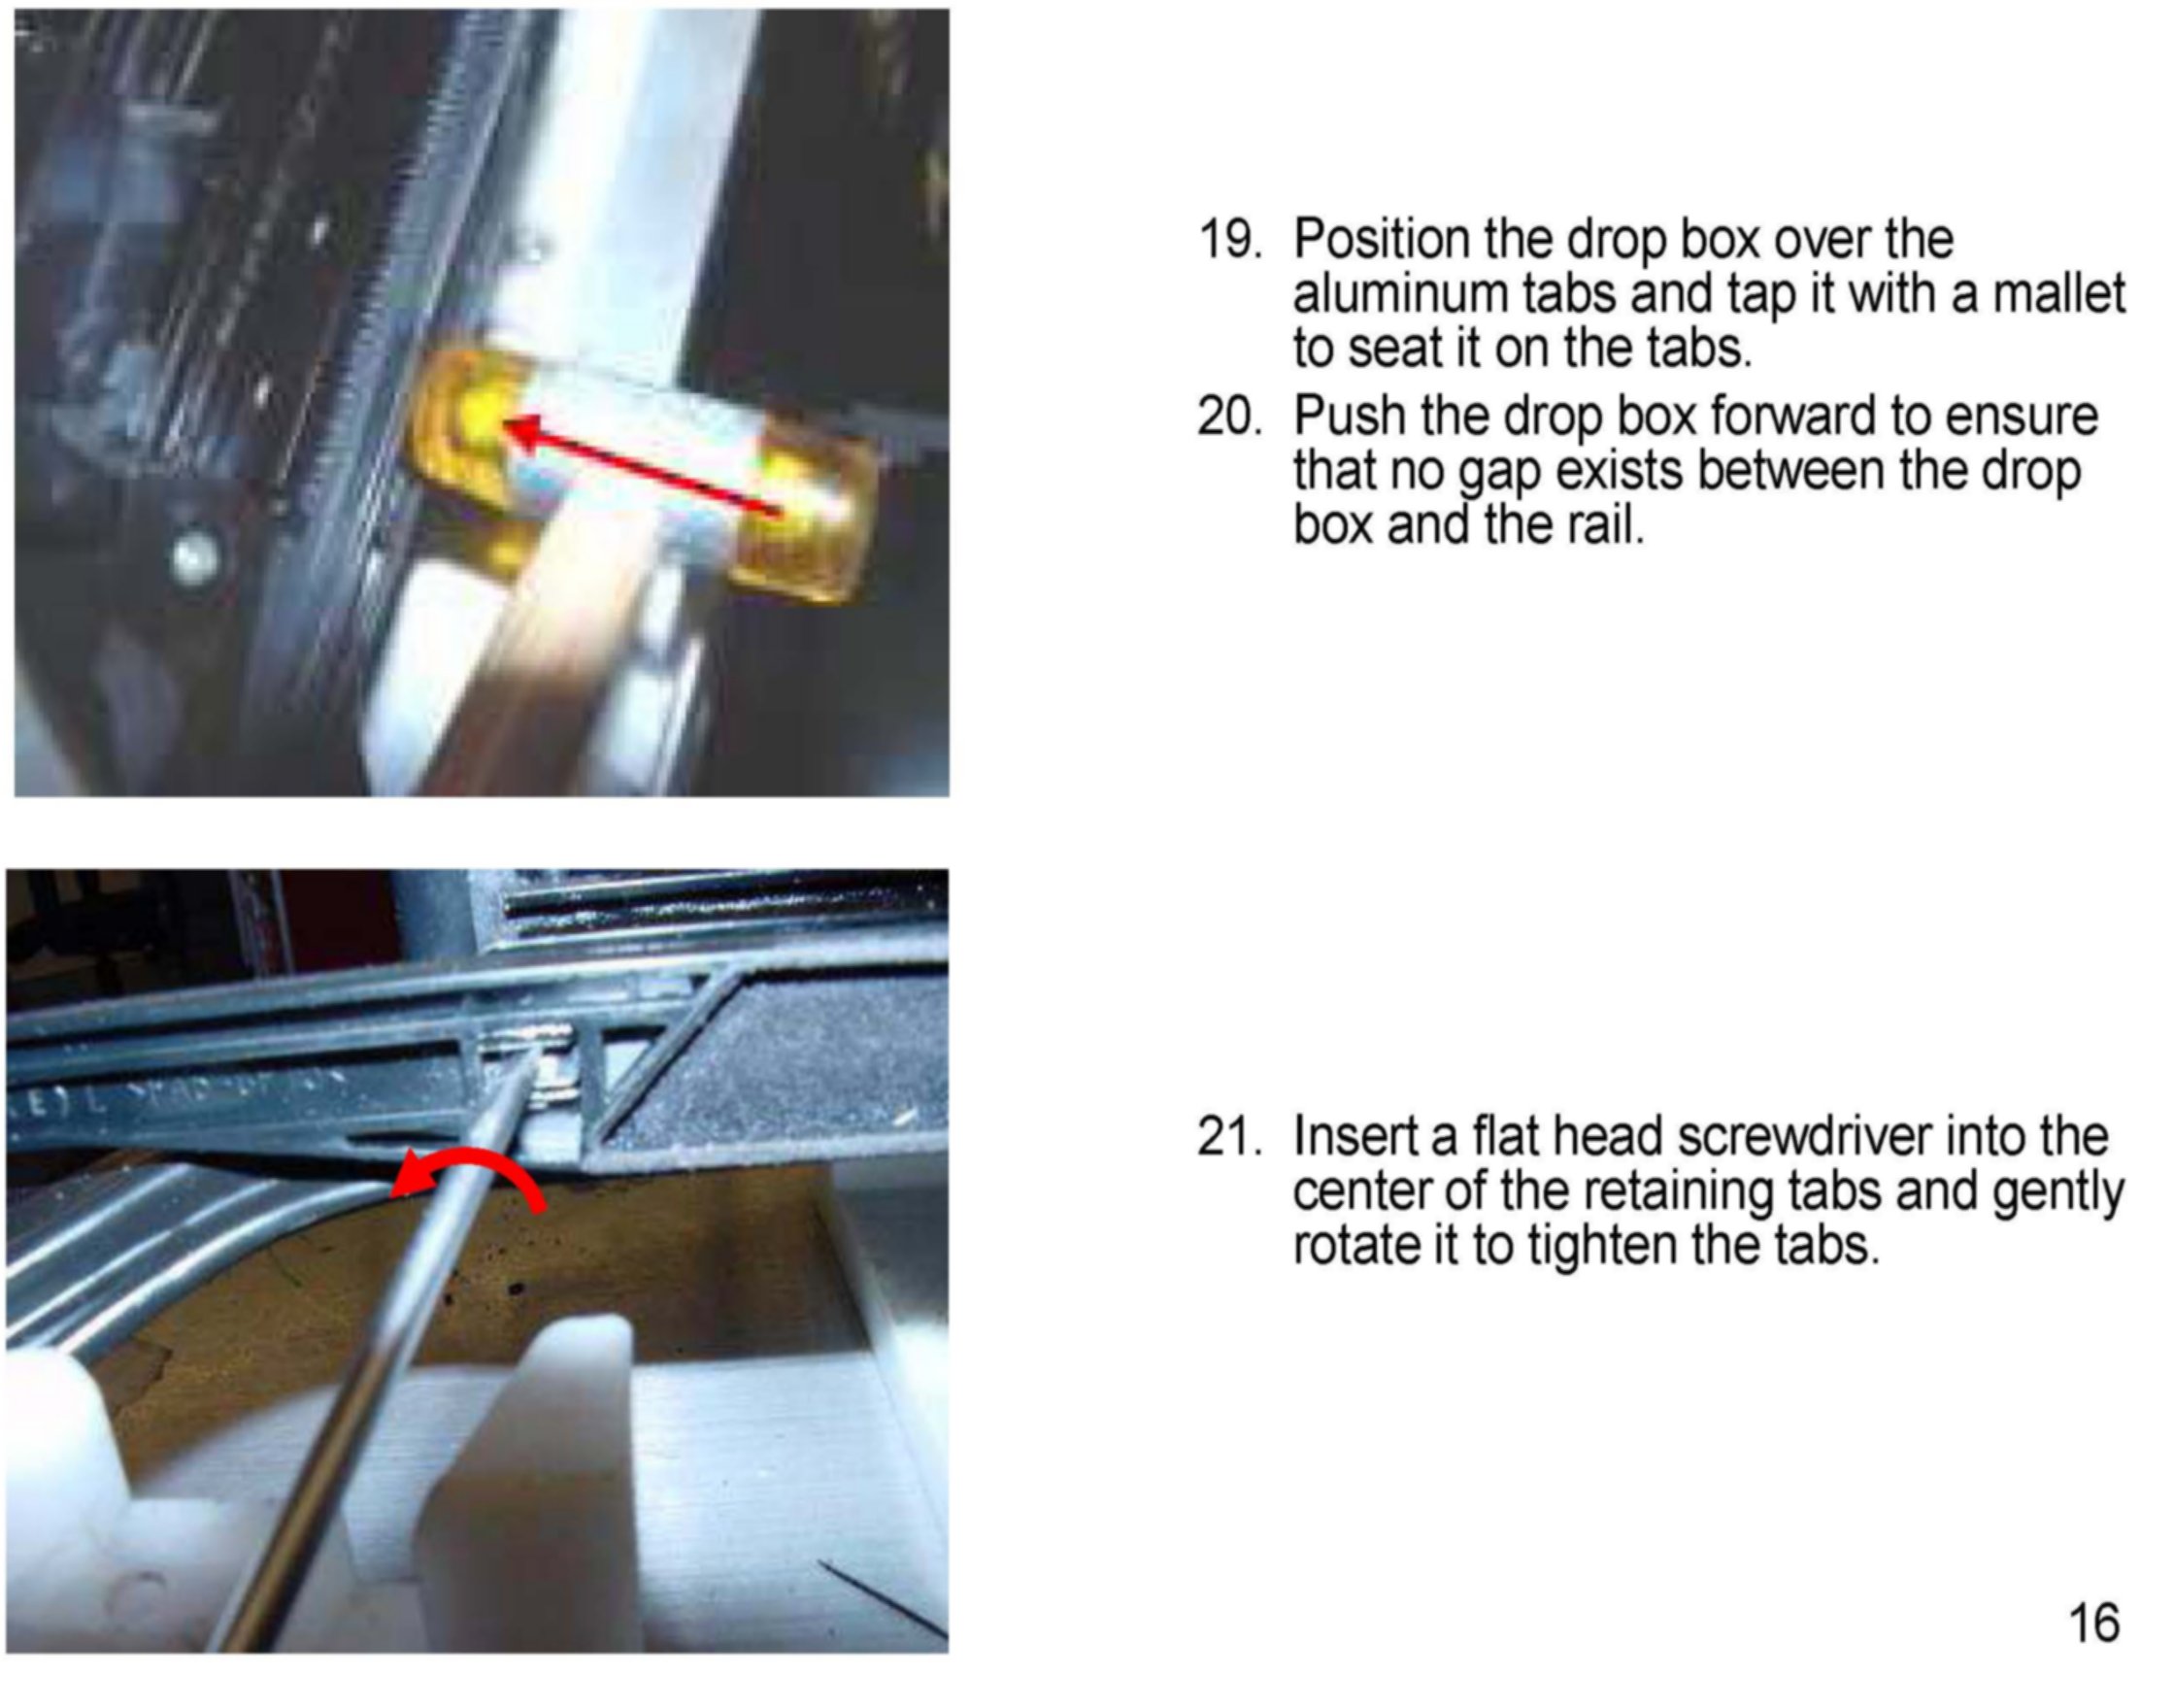 19. Position the drop box over the
aluminum tabs and tap it with a mallet
to seat it on the tabs.
20. Push the drop box forward to ensure
that no gap exists between the drop
box and the rail.
21. Insert a flat head screwdriver into the
center of the retaining tabs and gently
rotate it to tighten the tabs.
16